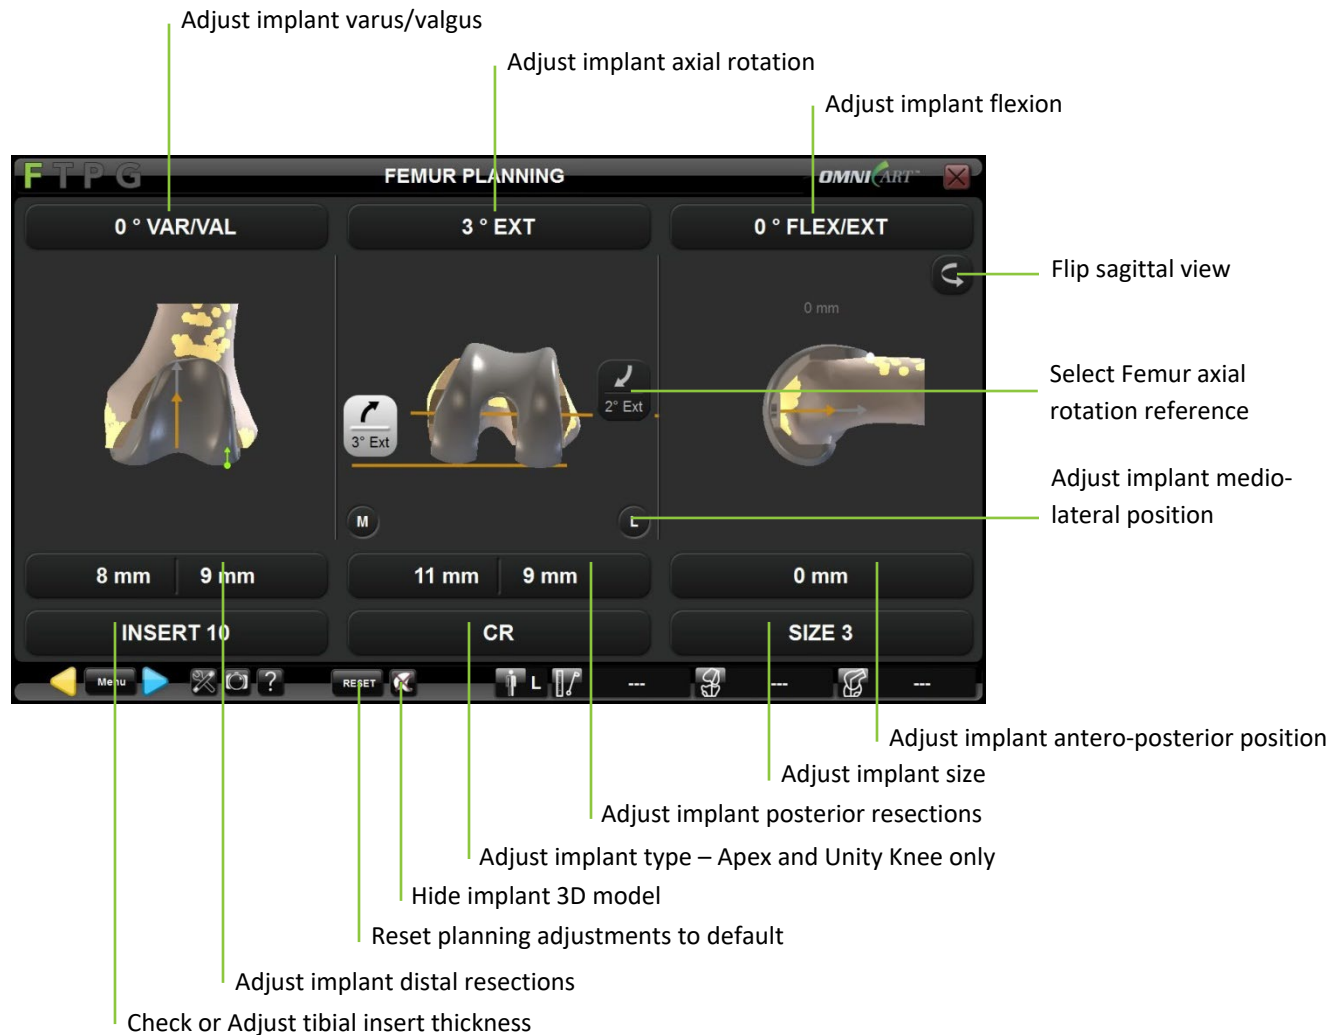 Adjust implant varus/valgus
Adjust implant axial rotation
Adjust implant flexion
F T P G
FEMUR PLANNING
OMNI ART™
0 ° VAR/VAL
3 ° EXT
0 ° FLEX/EXT
Flip sagittal view
0 mm
Select Femur axial
rotation reference
2° Ext
3° Ext
Adjust implant medio-
lateral position
M
L
8 mm 9 mm
11 mm 9 mm
0 mm
INSERT 10
CR
SIZE 3
Menu
?
RESET
L
---
---
---
Adjust implant antero-posterior position
Adjust implant size
Adjust implant posterior resections
Adjust implant type – Apex and Unity Knee only
Hide implant 3D model
Reset planning adjustments to default
Adjust implant distal resections
Check or Adjust tibial insert thickness